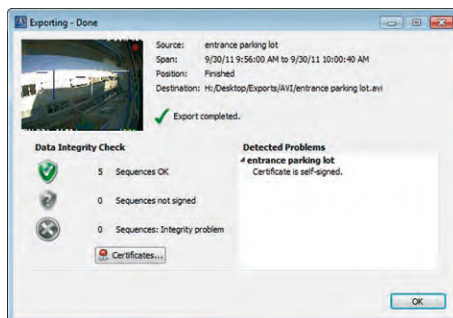 Exporting - Done
Source: entrance parking lot
Span: 9/30/11 9:56:00 AM to 9/30/11 10:00:40 AM
Position: Finished
Destination: H:/Desktop/Exports/AVI/entrance parking lot.avi
Export completed.
Data Integrity Check
5 Sequences OK
0 Sequences not signed
0 Sequences: Integrity problem
Certificates...
Detected Problems
entrance parking lot
Certificate is self-signed.
OK